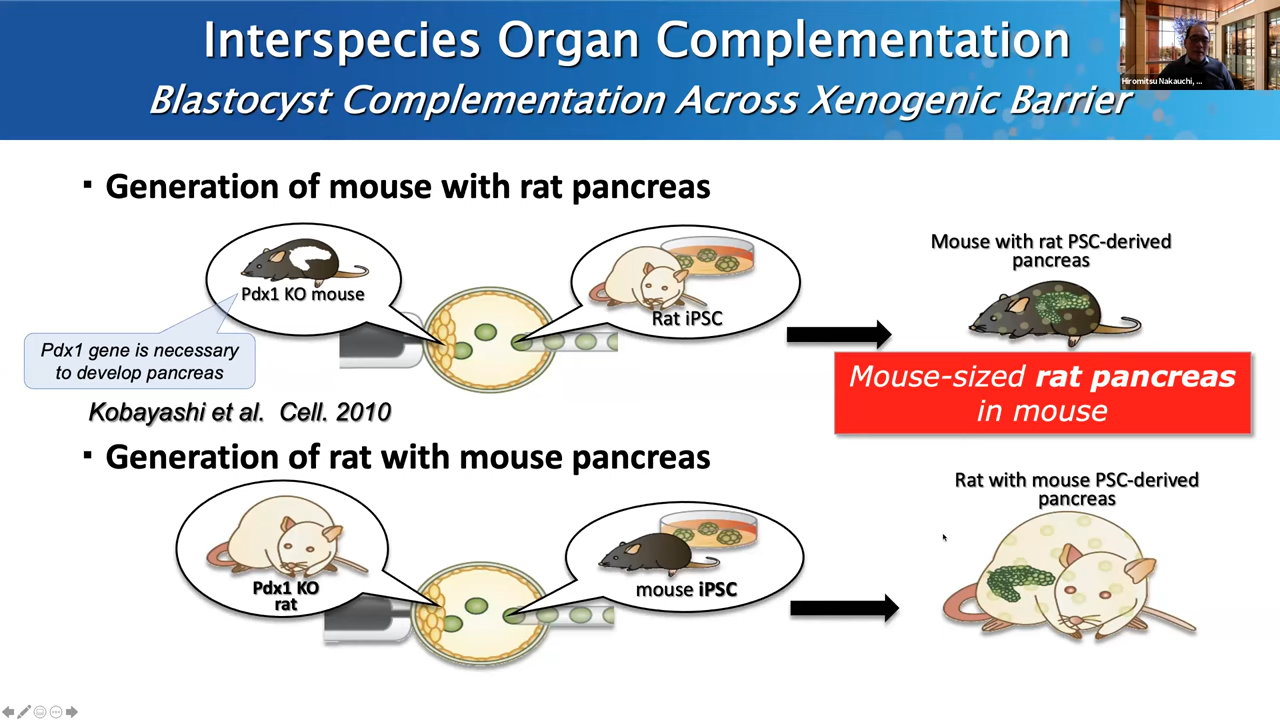 Interspecies Organ Complementation
Blastocyst Complementation Across Xenogenic Barrier
Hiromitsu Nakauchi, ...
▪ Generation of mouse with rat pancreas
Pdx1 KO mouse
Rat iPSC
Mouse with rat PSC-derived
pancreas
Pdx1 gene is necessary
to develop pancreas
Mouse-sized rat pancreas
in mouse
Kobayashi et al. Cell. 2010
▪ Generation of rat with mouse pancreas
Pdx1 KO
rat
mouse iPSC
Rat with mouse PSC-derived
pancreas